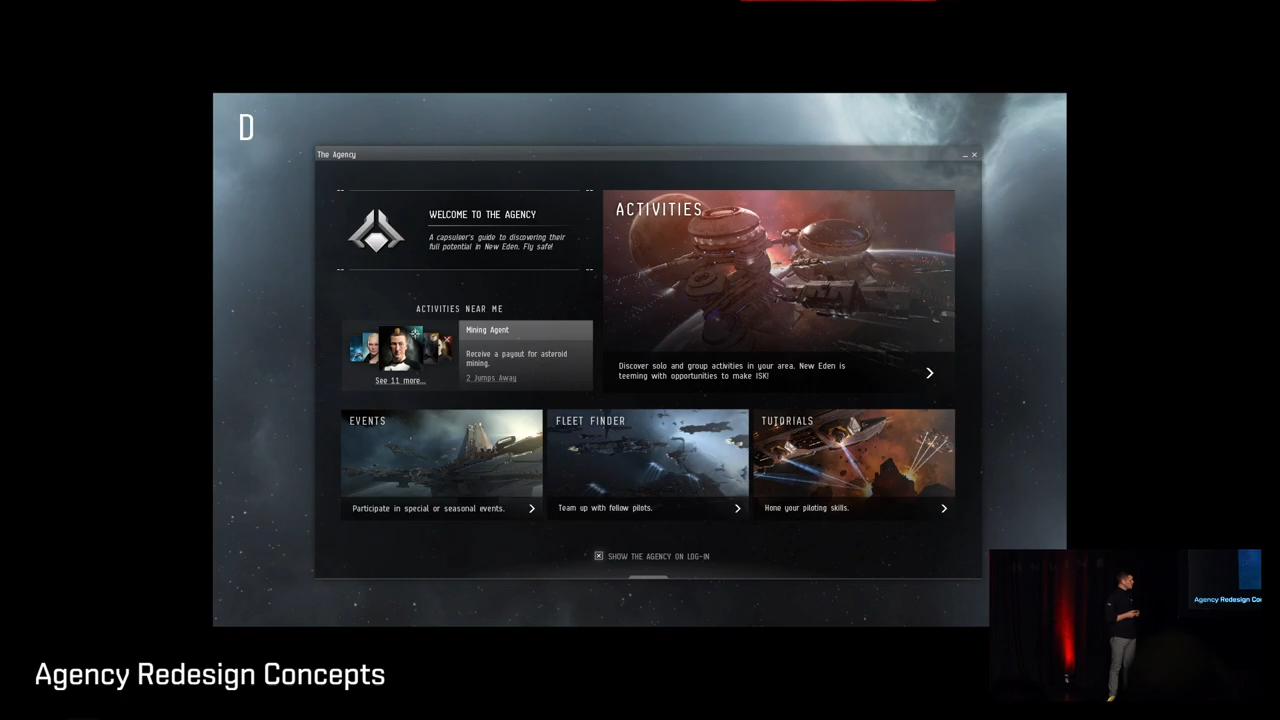 D
The Agency
WELCOME TO THE AGENCY
A capsuleer's guide to discovering their
full potential in New Eden. Fly safe!
ACTIVITIES NEAR ME
See 11 more...
Mining Agent
Receive a payout for asteroid
mining.
2 Jumps Away
ACTIVITIES
Discover solo and group activities in your area. New Eden is
teeming with opportunities to make ISK!
EVENTS
Participate in special or seasonal events.
FLEET FINDER
Team up with fellow pilots.
TUTORIALS
Hone your piloting skills.
SHOW THE AGENCY ON LOG-IN
Agency Redesign Concepts
Agency Redesign Co